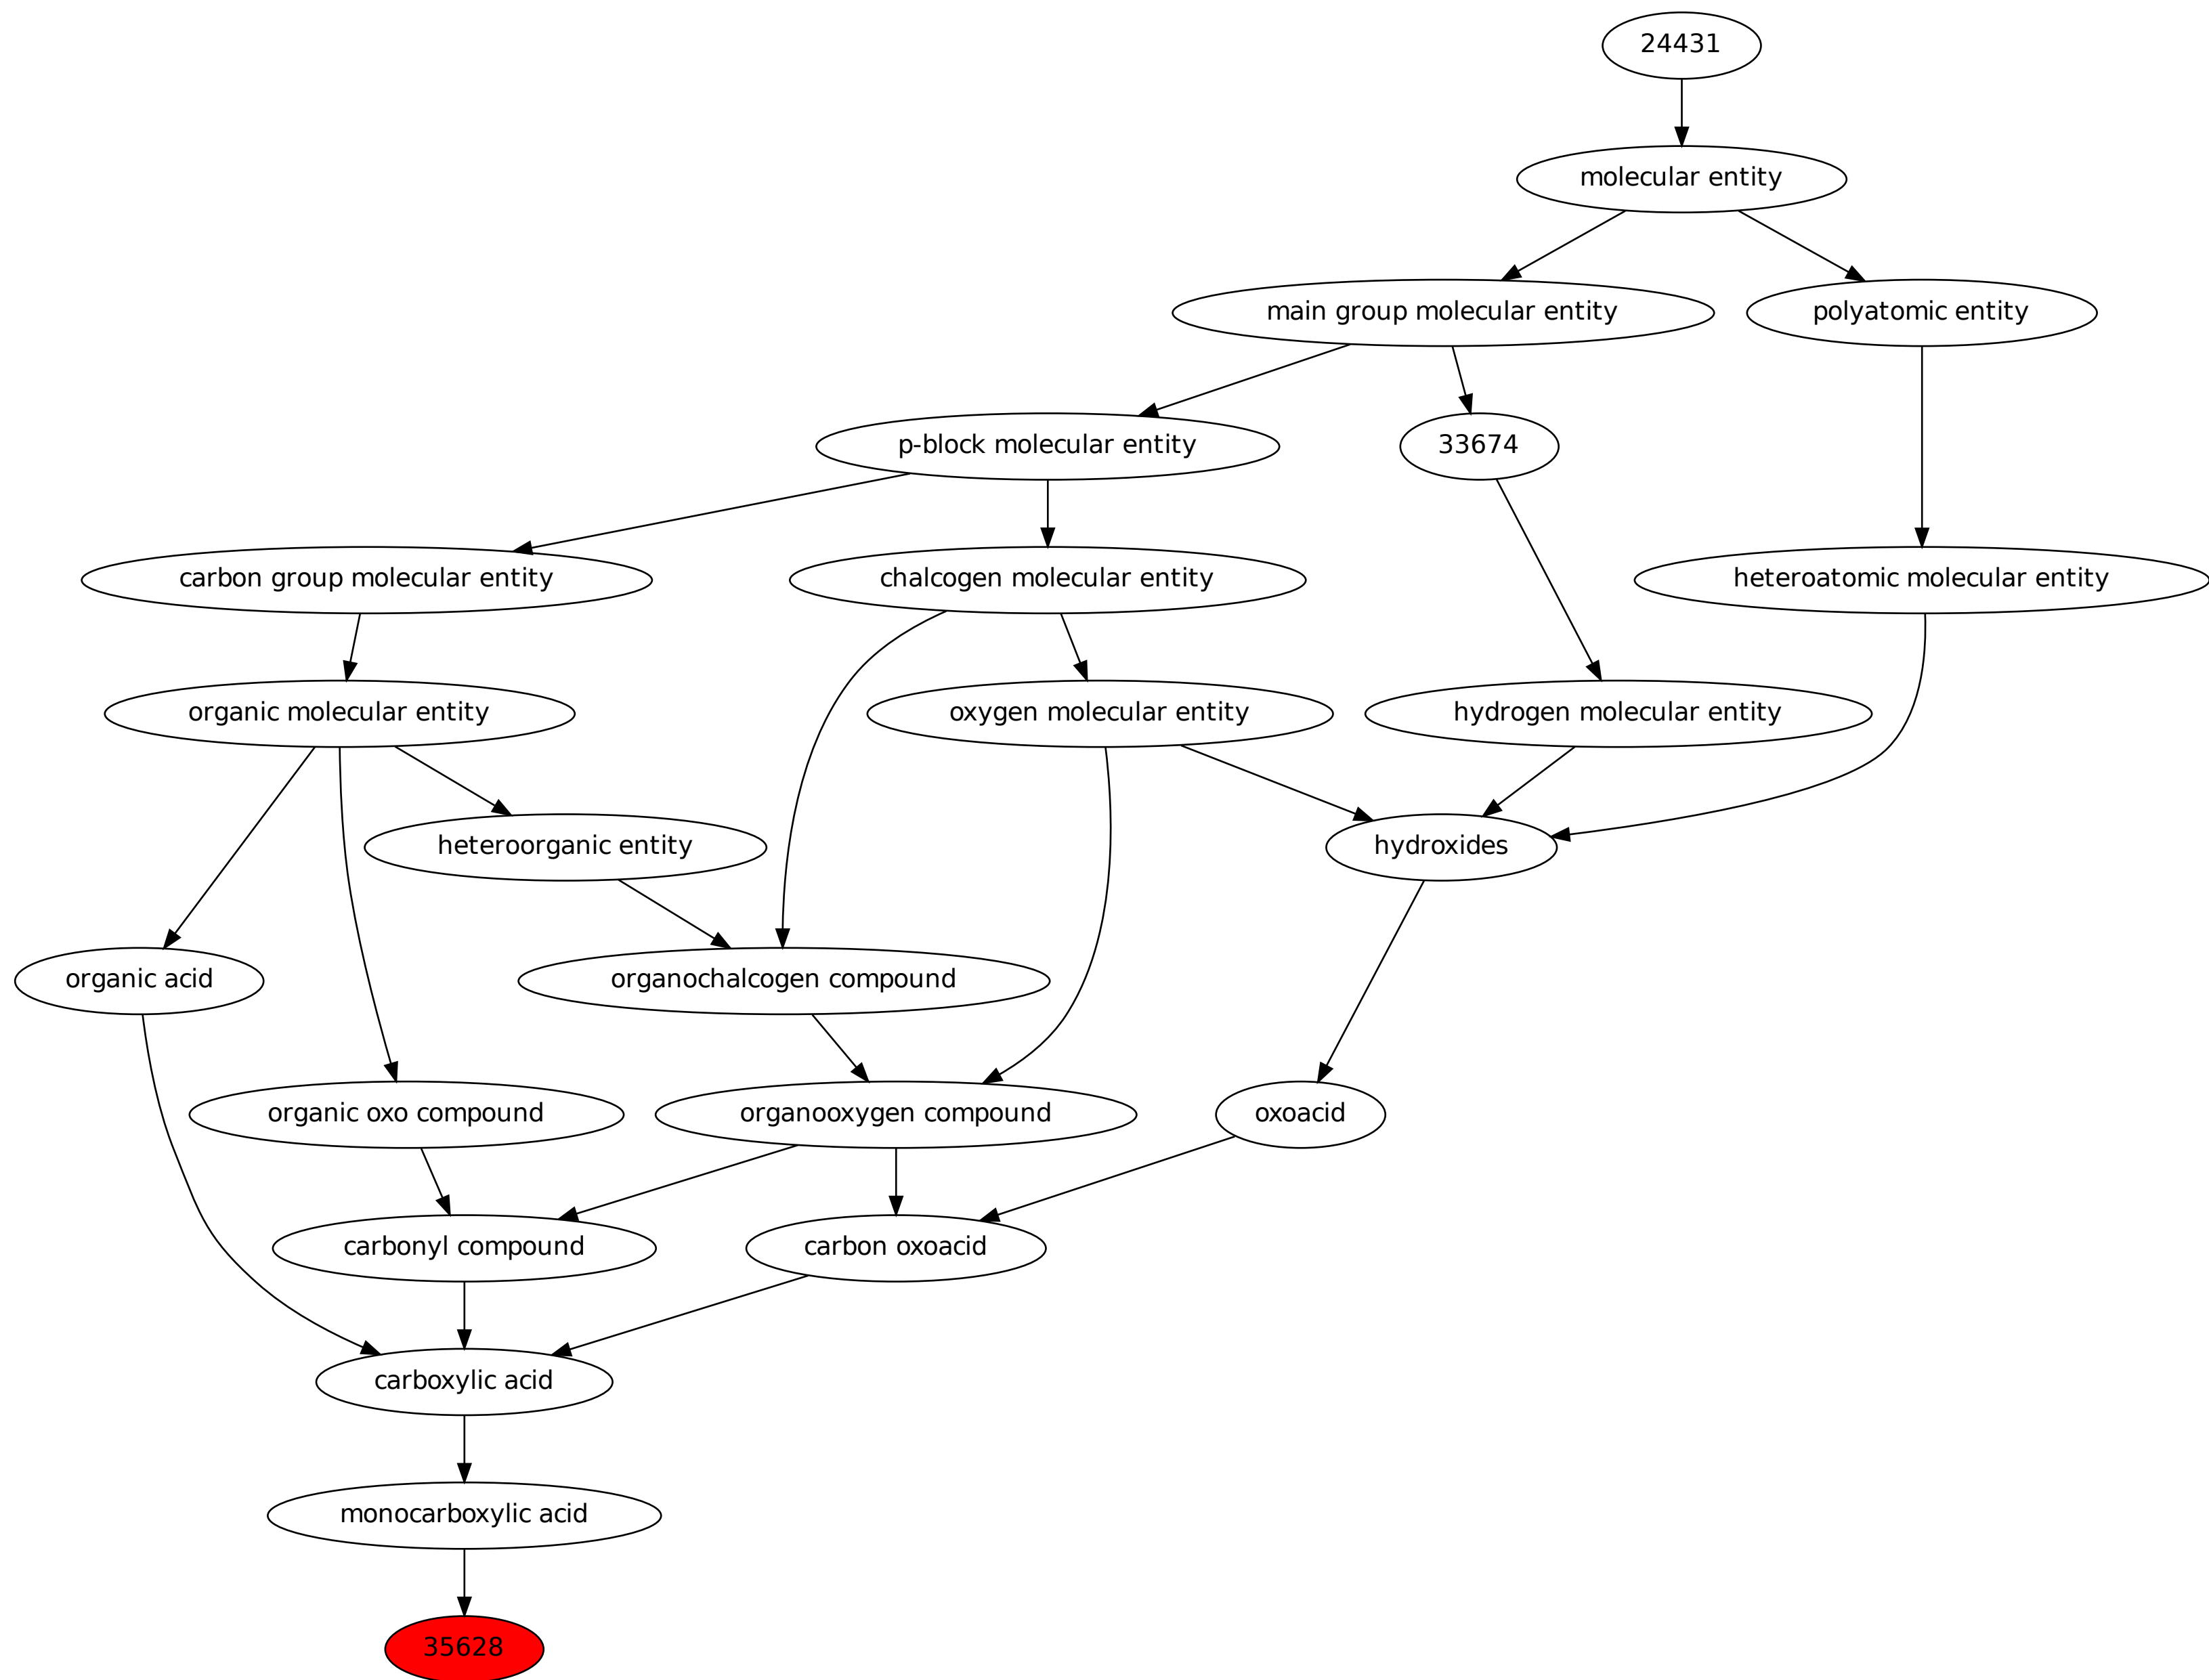 24431
molecular entity
main group molecular entity
polyatomic entity
p-block molecular entity
33674
carbon group molecular entity
chalcogen molecular entity
heteroatomic molecular entity
organic molecular entity
oxygen molecular entity
hydrogen molecular entity
heteroorganic entity
hydroxides
organic acid
organochalcogen compound
organic oxo compound
organooxygen compound
oxoacid
carbonyl compound
carbon oxoacid
carboxylic acid
monocarboxylic acid
35628